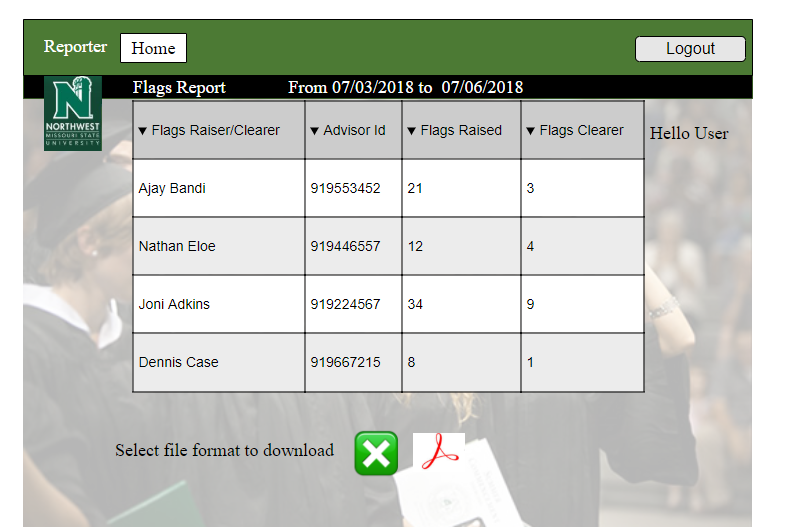 Reporter Home Logout
Flags Report From 07/03/2018 to 07/06/2018
NORTHWEST
MISSOURI STATE
UNIVERSITY
▼ Flags Raiser/Clearer ▼ Advisor Id ▼ Flags Raised ▼ Flags Clearer
Hello User
Ajay Bandi 919553452 21 3
Nathan Eloe 919446557 12 4
Joni Adkins 919224567 34 9
Dennis Case 919667215 8 1
Select file format to download